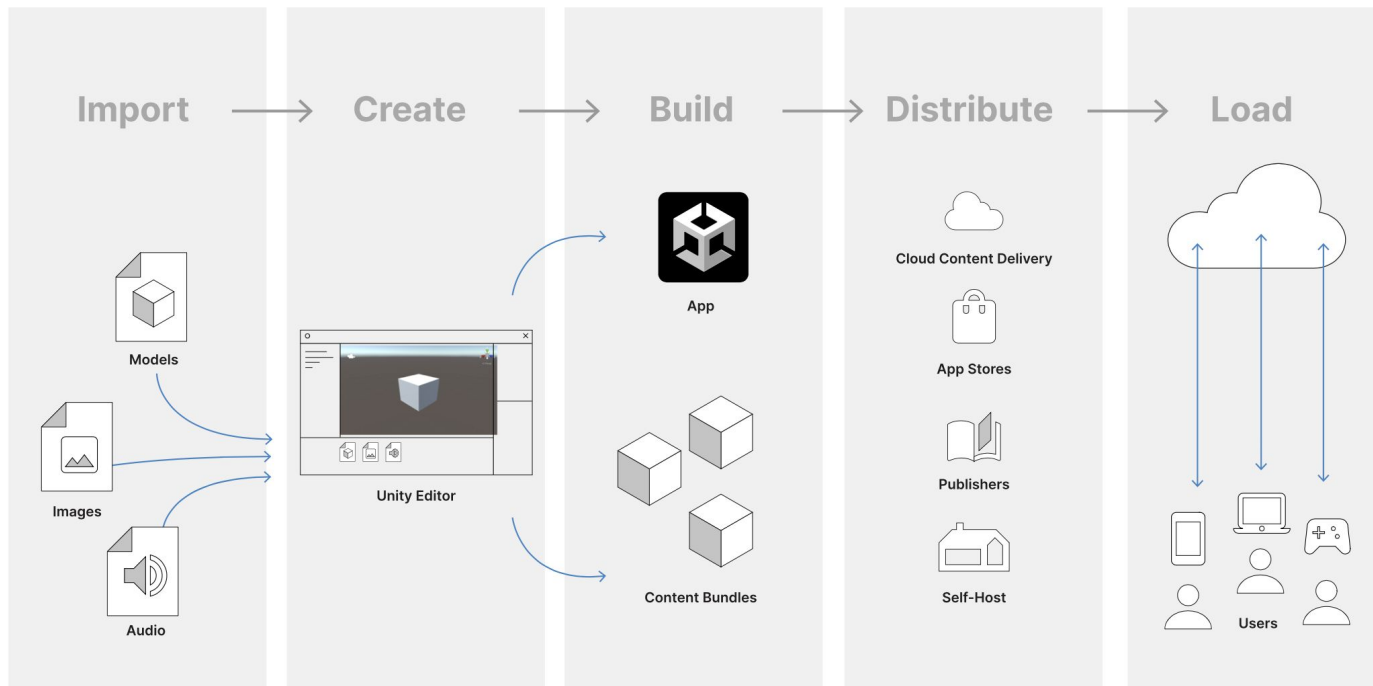 Import
Create
Build
Distribute
Load
Models
Images
Audio
Unity Editor
App
Content Bundles
Cloud Content Delivery
App Stores
Publishers
Self-Host
Users